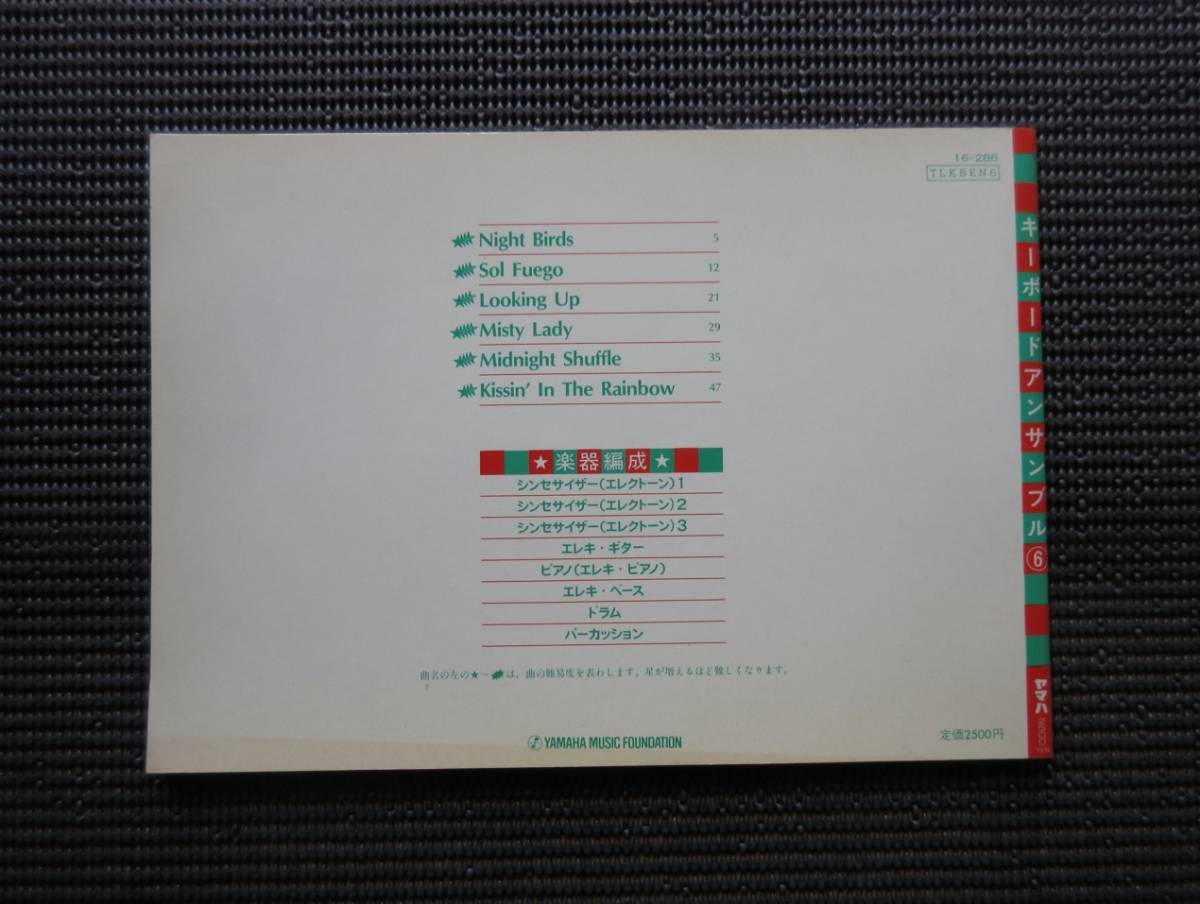 16-286
TLKBEN6
Night Birds 5
Sol Fuego 12
Looking Up 21
Misty Lady 29
Midnight Shuffle 35
Kissin' In The Rainbow 47
★楽器編成★
シンセサイザー(エレクトーン)1
シンセサイザー(エレクトーン)2
シンセサイザー(エレクトーン)3
エレキ・ギター
ピアノ(エレキ・ピアノ)
エレキ・ベース
ドラム
パーカッション
曲名の左の★〜は、曲の難易度を表わします。星が増えるほど難しくなります。
YAMAHA MUSIC FOUNDATION
定価2500円
キーボードアンサンブル⑥
ヤマハ